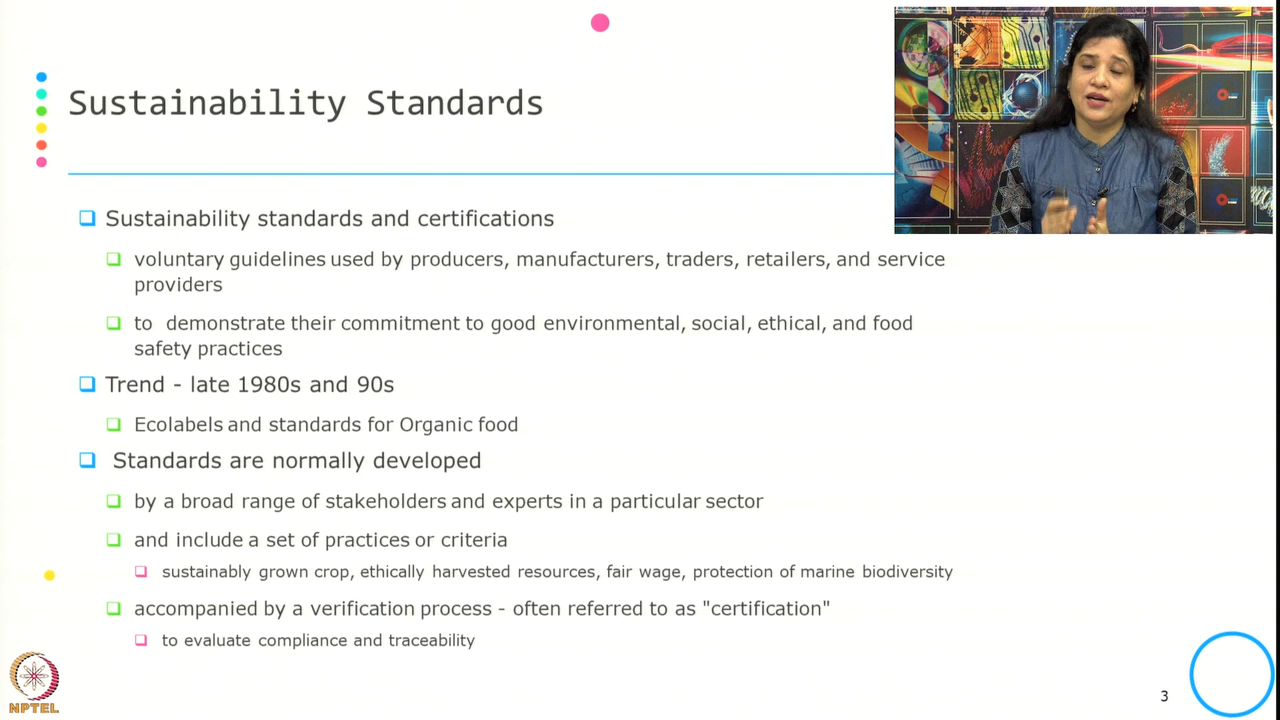 Sustainability Standards
Sustainability standards and certifications
voluntary guidelines used by producers, manufacturers, traders, retailers, and service
providers
to demonstrate their commitment to good environmental, social, ethical, and food
safety practices
Trend - late 1980s and 90s
Ecolabels and standards for Organic food
Standards are normally developed
by a broad range of stakeholders and experts in a particular sector
and include a set of practices or criteria
sustainably grown crop, ethically harvested resources, fair wage, protection of marine biodiversity
accompanied by a verification process - often referred to as "certification"
to evaluate compliance and traceability
NPTEL
3